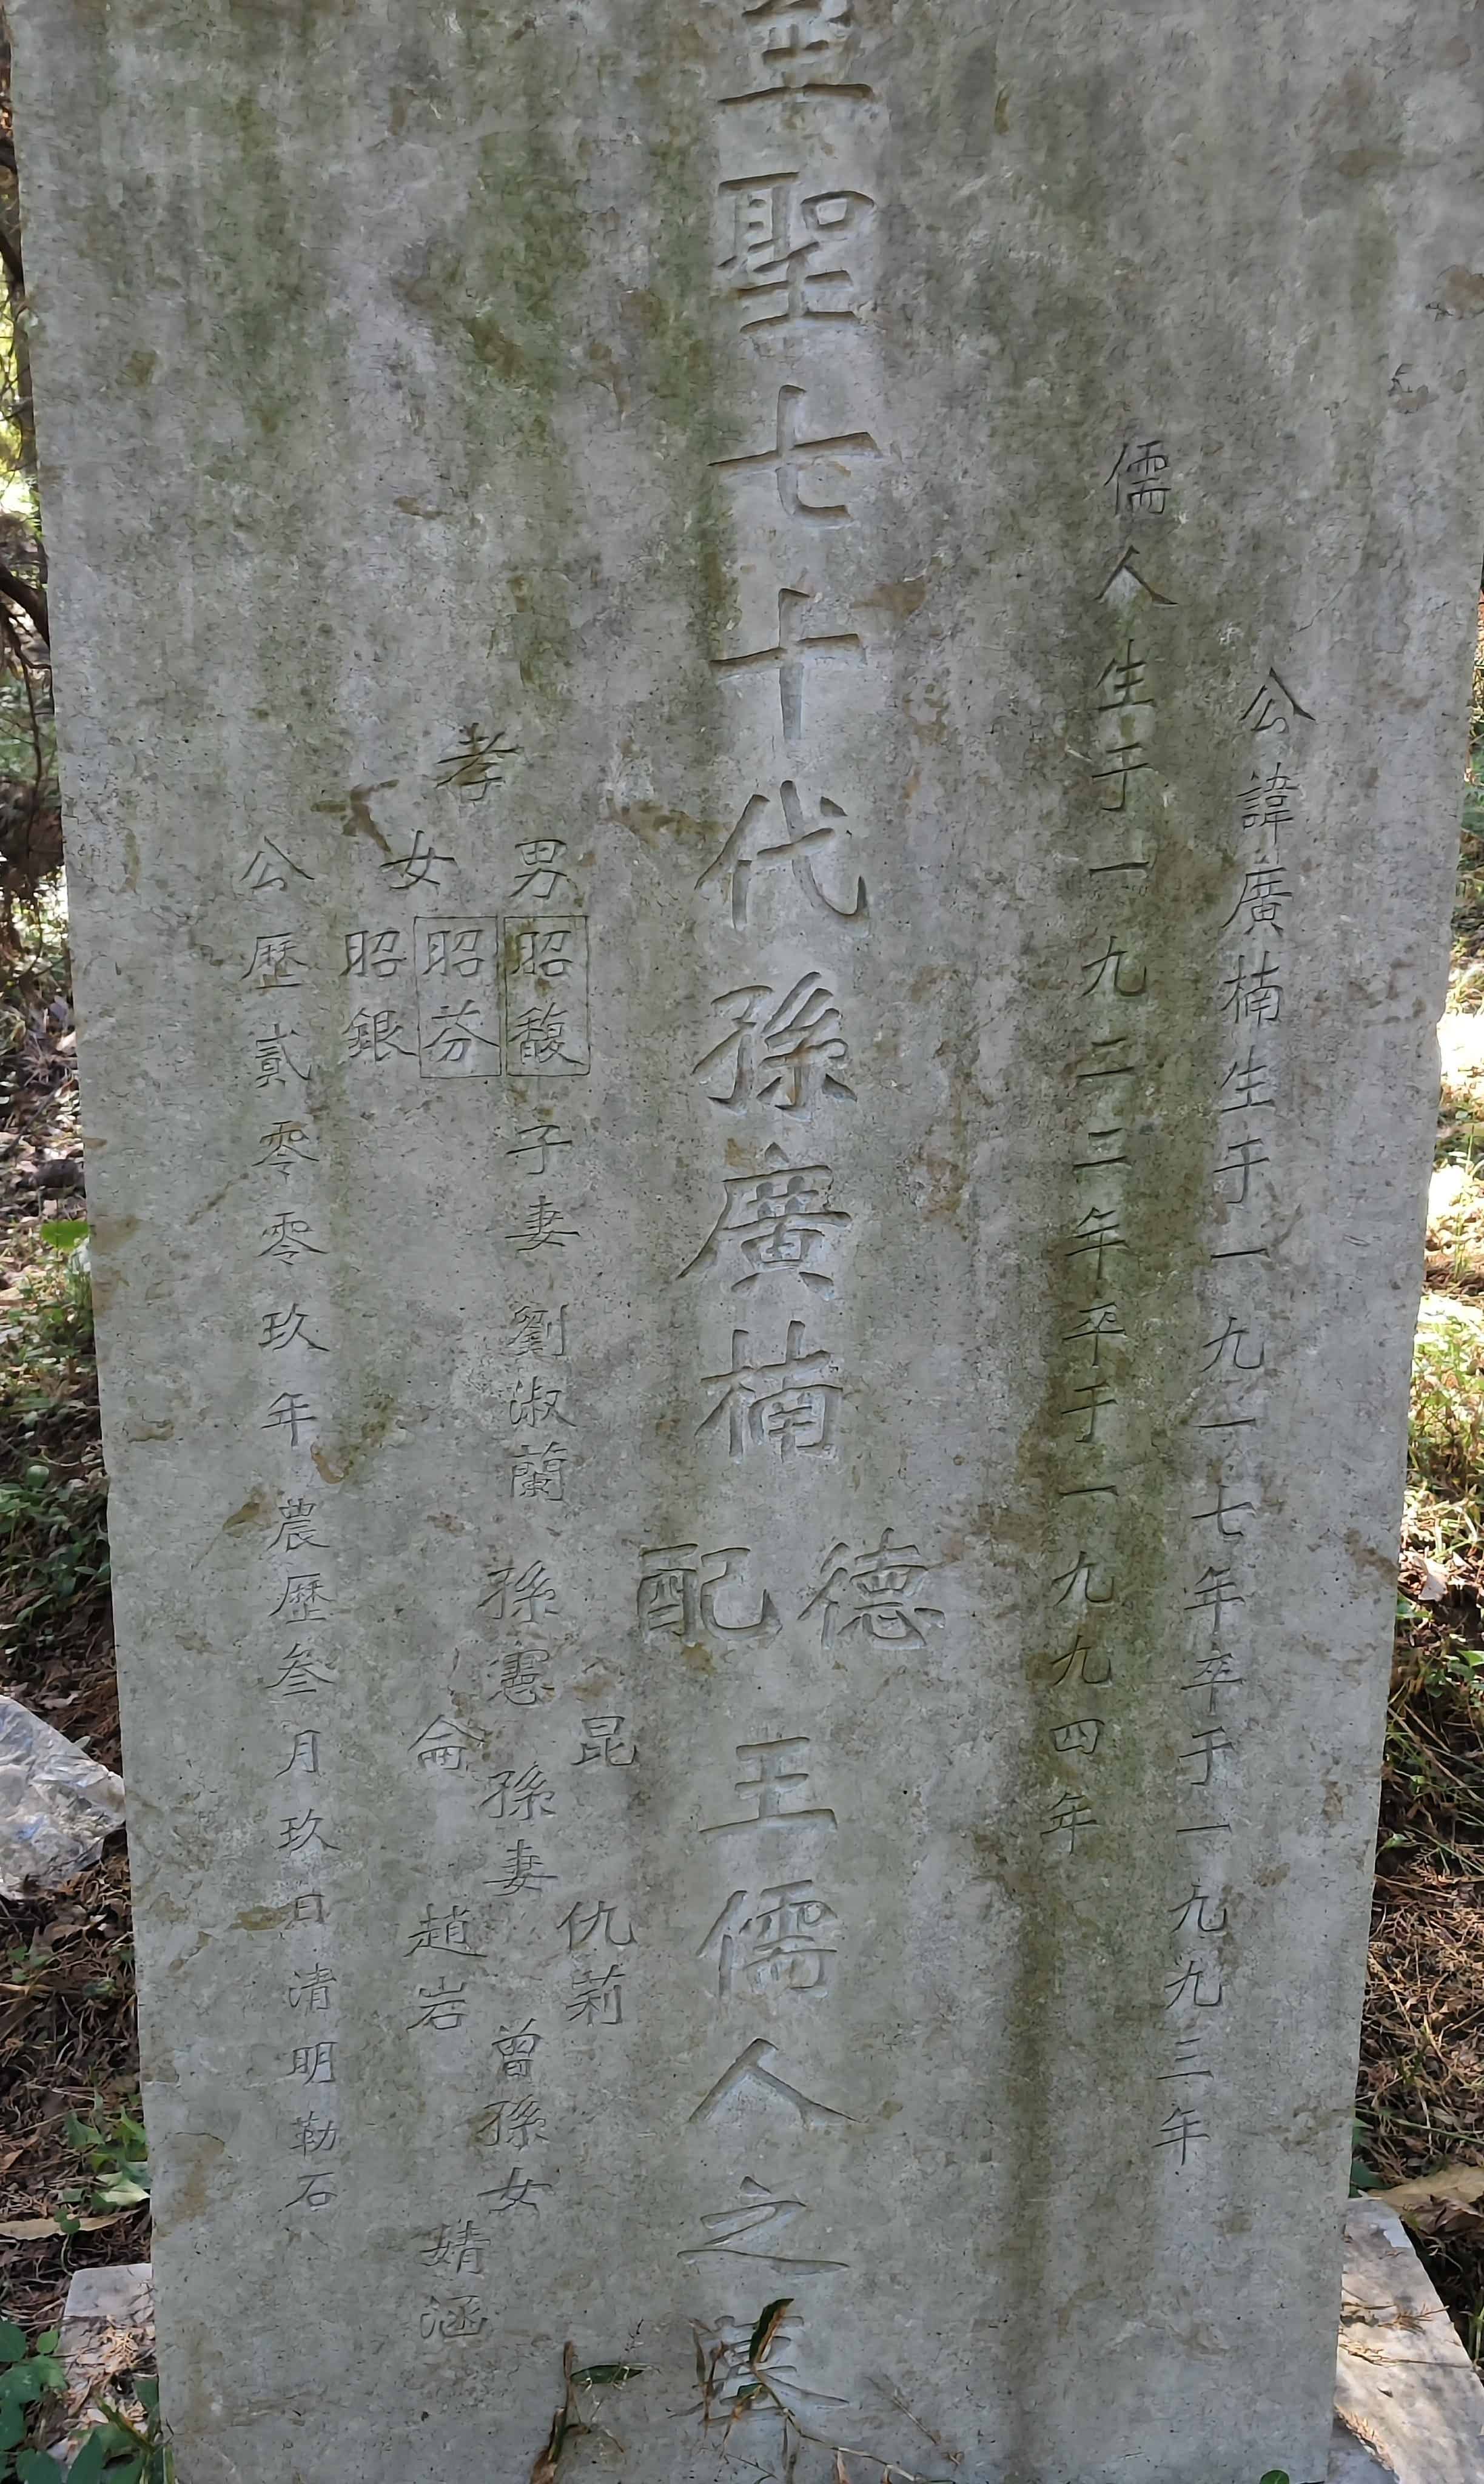 公諱廣楠生于一九一七年卒于一九九三年
儒人生于一九二二年卒于一九九四年
至聖七十代孫廣楠德配王儒人之墓
孝
男昭馥子妻劉淑蘭
女昭芬
昭銀
孫憲昆
侖
孫妻仇莉
趙岩
曾孫女婧涵
公歷貳零零玖年農歷叁月玖日清明勒石